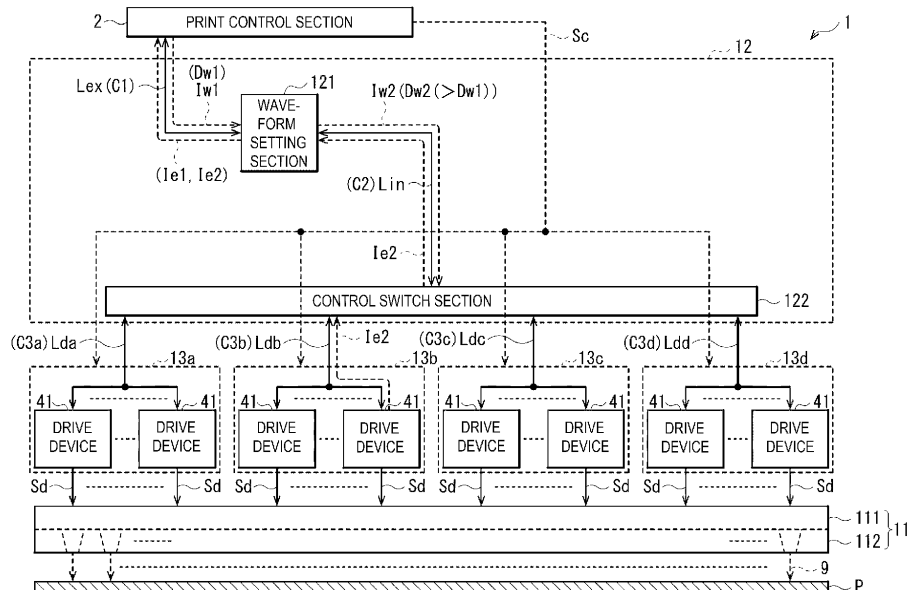 2
PRINT CONTROL SECTION
Sc
1
12
Lex(C1)
(Dw1)
Iw1
121
WAVE-
FORM
SETTING
SECTION
Iw2(Dw2(>Dw1))
(Ie1, Ie2)
(C2)Lin
Ie2
CONTROL SWITCH SECTION
122
(C3a)Lda
(C3b)Ldb
Ie2
(C3c)Ldc
(C3d)Ldd
13a
13b
13c
13d
41
41
41
41
41
41
41
41
DRIVE
DEVICE
DRIVE
DEVICE
DRIVE
DEVICE
DRIVE
DEVICE
DRIVE
DEVICE
DRIVE
DEVICE
DRIVE
DEVICE
DRIVE
DEVICE
Sd
Sd
Sd
Sd
Sd
Sd
Sd
Sd
111
112
11
9
P